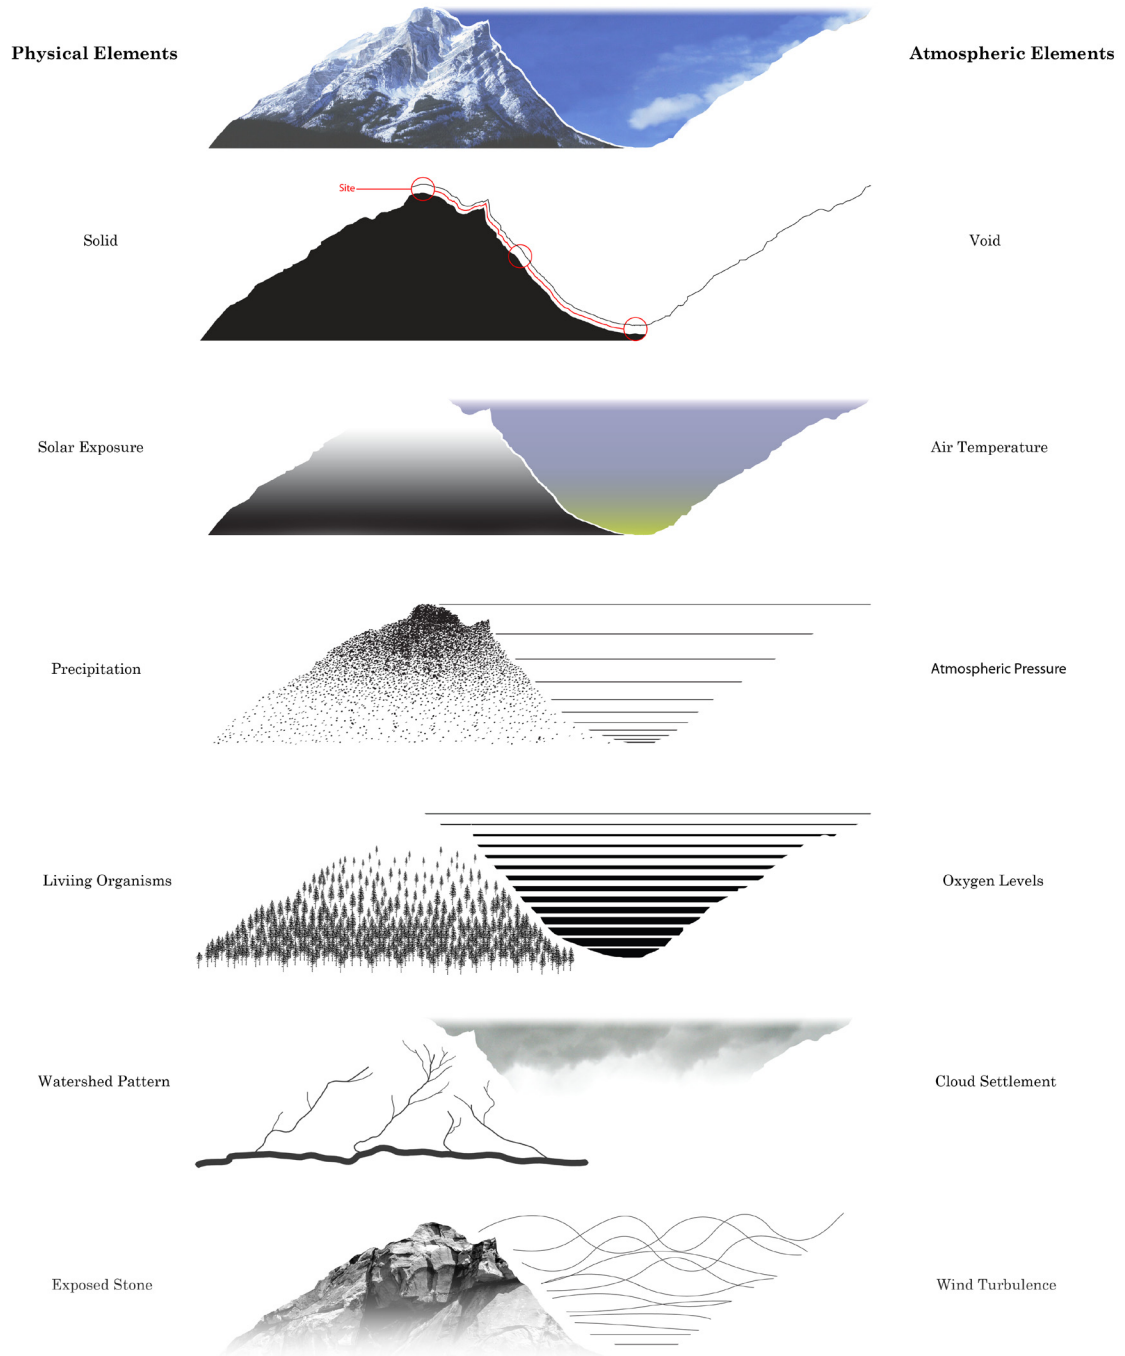 Physical Elements
Atmospheric Elements
Site
Solid
Void
Solar Exposure
Air Temperature
Precipitation
Atmospheric Pressure
Liviing Organisms
Oxygen Levels
Watershed Pattern
Cloud Settlement
Exposed Stone
Wind Turbulence